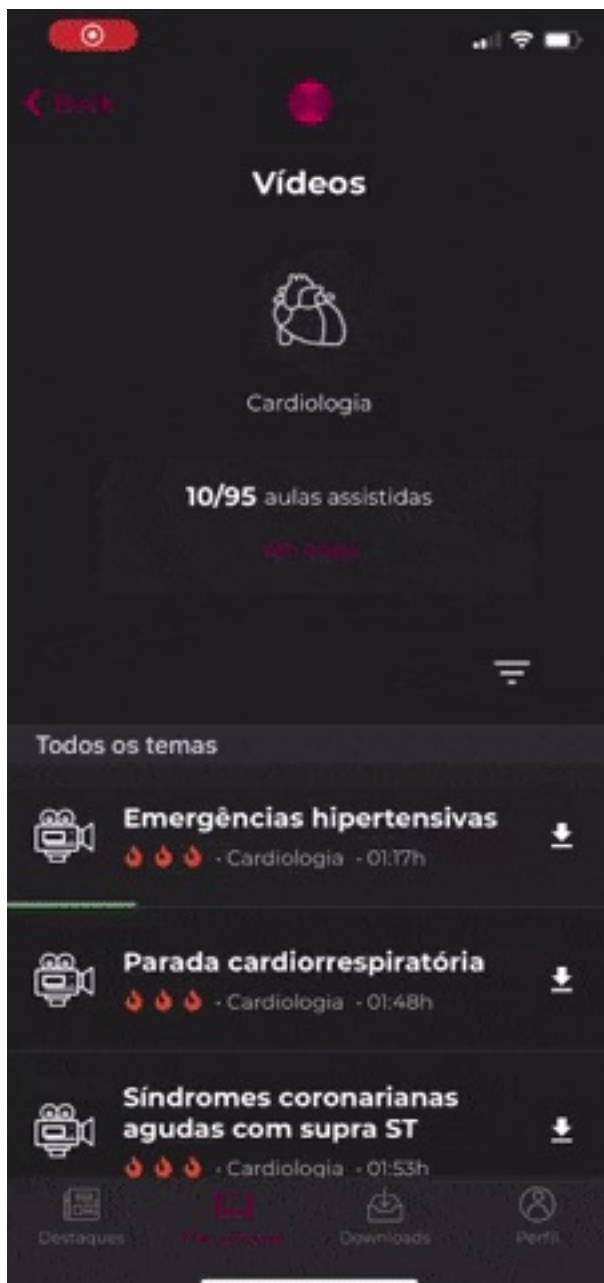 Back
Vídeos
Cardiologia
10/95 aulas assistidas
Todos os temas
Emergências hipertensivas
· Cardiologia · 01:17h
Parada cardiorrespiratória
· Cardiologia · 01:48h
Síndromes coronarianas
agudas com supra ST
· Cardiologia · 01:53h
Destaques
Downloads
Perfil